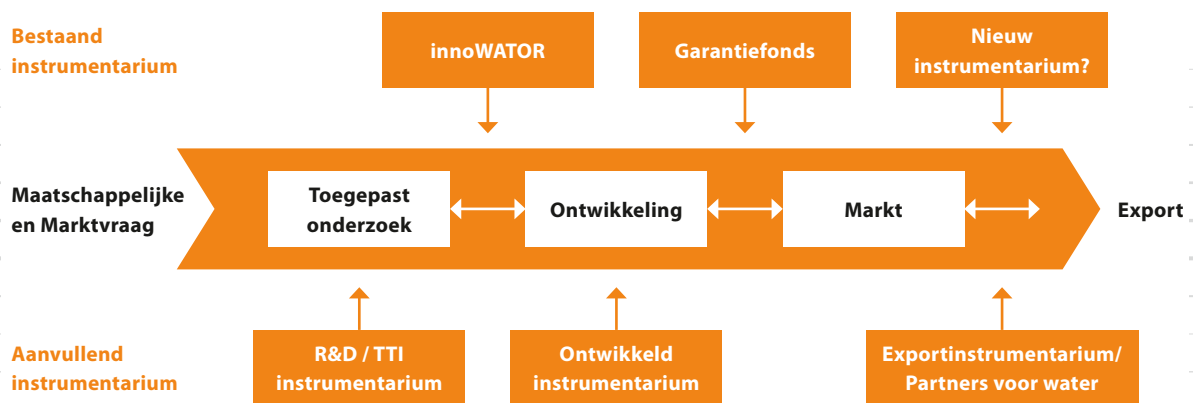 Bestaand
instrumentarium
innoWATOR
Garantiefonds
Nieuw
instrumentarium?
Maatschappelijke
en Marktvraag
Toegepast
onderzoek
Ontwikkeling
Markt
Export
Aanvullend
instrumentarium
R&D / TTI
instrumentarium
Ontwikkeld
instrumentarium
Exportinstrumentarium/
Partners voor water